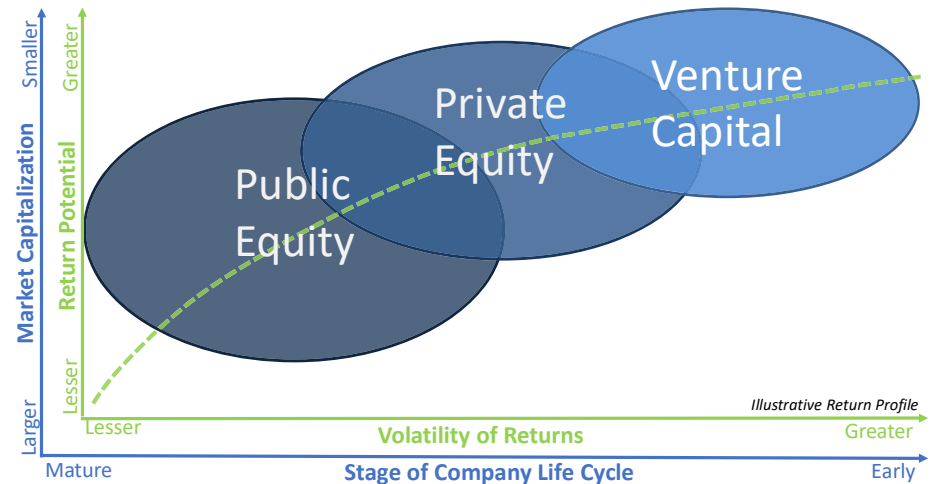 Smaller
Greater
Market Capitalization
Return Potential
Larger
Lesser
Public
Equity
Private
Equity
Venture
Capital
Illustrative Return Profile
Lesser
Volatility of Returns
Greater
Mature
Stage of Company Life Cycle
Early